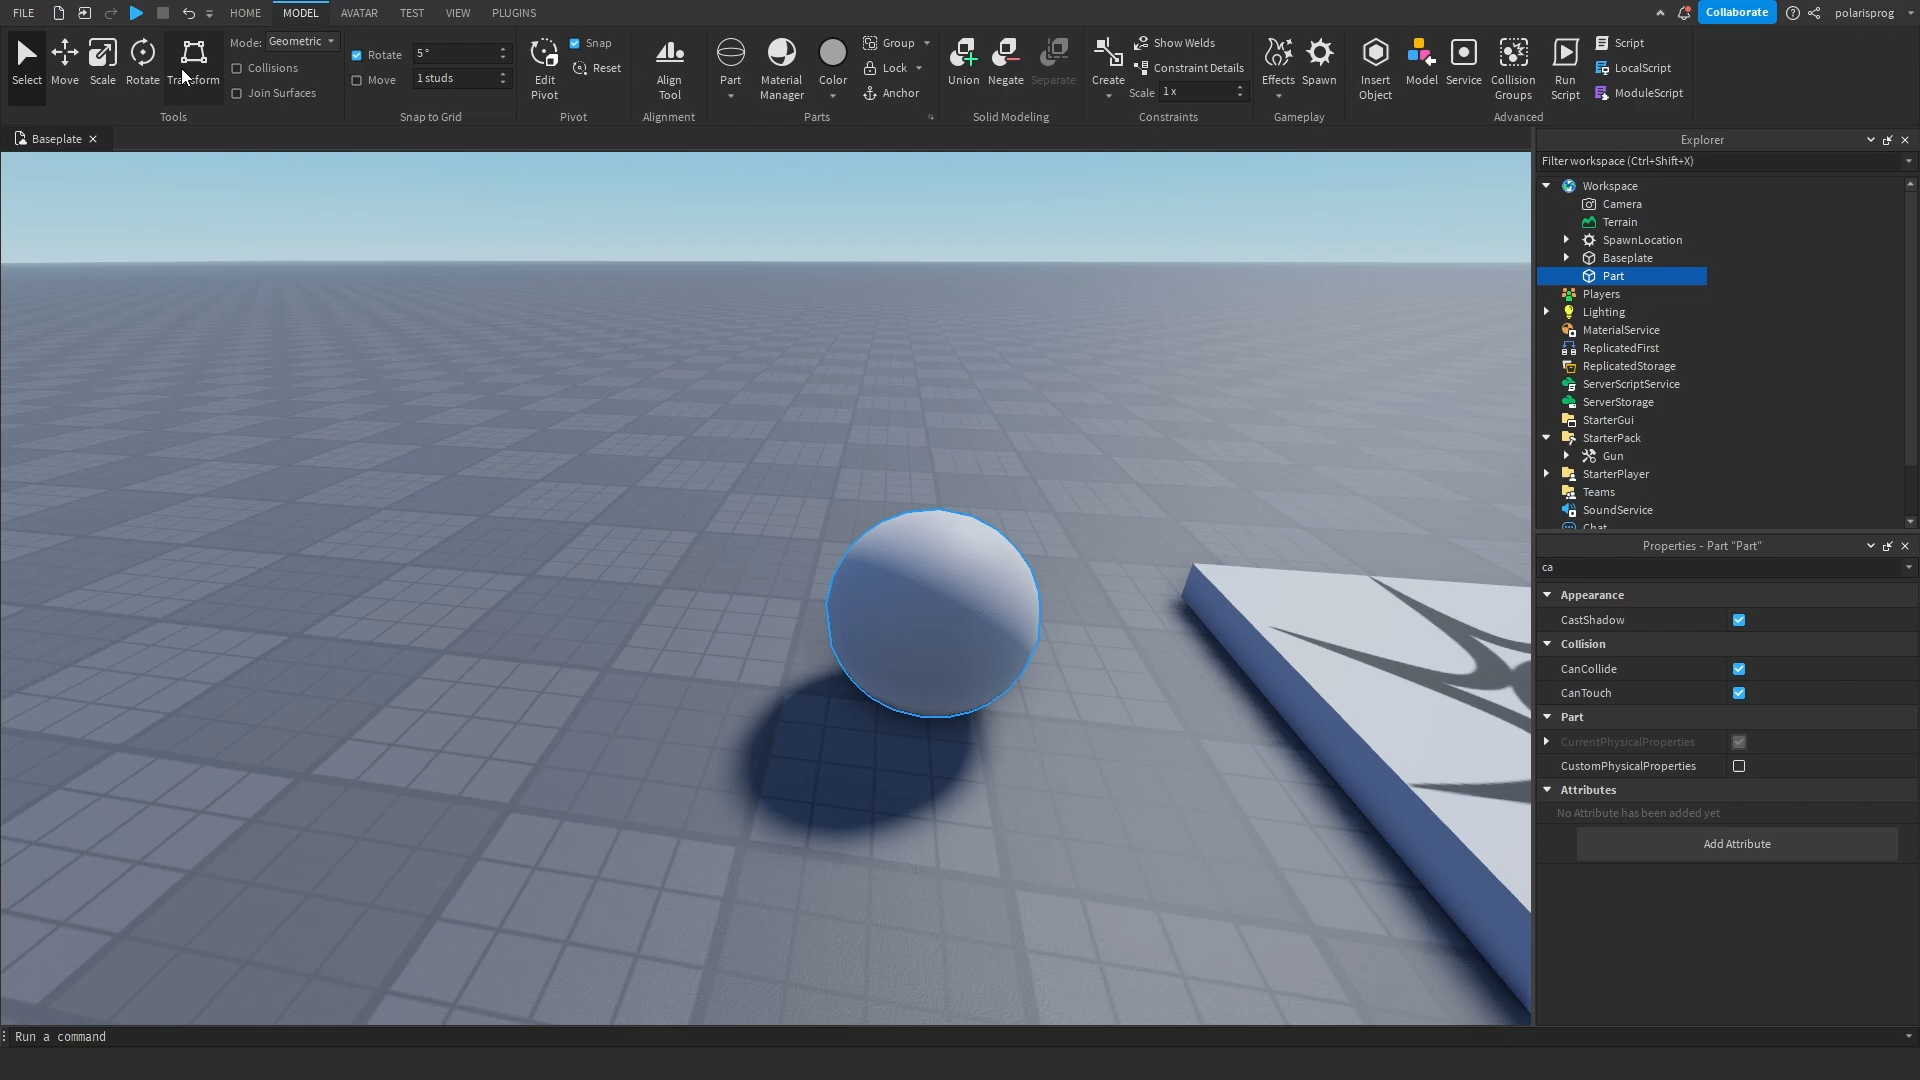 FILE HOME MODEL AVATAR TEST VIEW PLUGINS Collaborate polarisprog
Select Move Scale Rotate Transform
Mode: Geometric
Collisions
Join Surfaces
Tools
Rotate 5 °
Move 1 studs
Snap to Grid
Edit Pivot
Snap
Reset
Pivot
Align Tool
Alignment
Part
Material Manager
Color
Group
Lock
Anchor
Parts
Union Negate Separate
Solid Modeling
Create
Show Welds
Constraint Details
Scale 1 x
Constraints
Effects Spawn
Gameplay
Insert Object
Model
Service
Collision Groups
Run Script
Script
LocalScript
ModuleScript
Advanced
Baseplate
Explorer
Filter workspace (Ctrl+Shift+X)
Workspace
Camera
Terrain
SpawnLocation
Baseplate
Part
Players
Lighting
MaterialService
ReplicatedFirst
ReplicatedStorage
ServerScriptService
ServerStorage
StarterGui
StarterPack
Gun
StarterPlayer
Teams
SoundService
Chat
Properties - Part "Part"
ca
Appearance
CastShadow
Collision
CanCollide
CanTouch
Part
CurrentPhysicalProperties
CustomPhysicalProperties
Attributes
No Attribute has been added yet
Add Attribute
Run a command